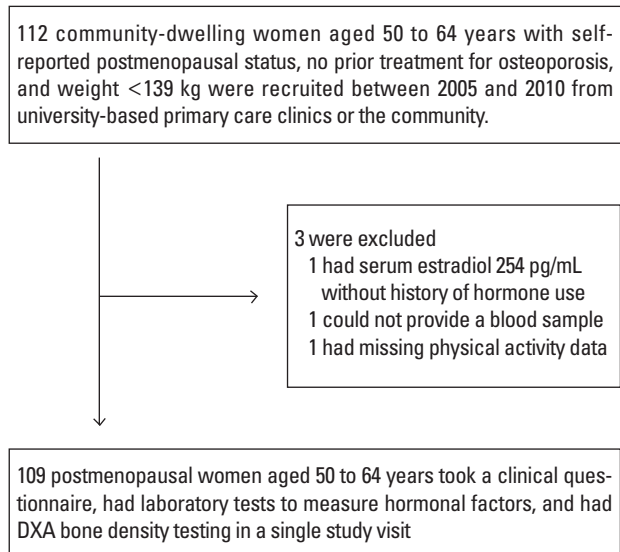 112 community-dwelling women aged 50 to 64 years with self-
reported postmenopausal status, no prior treatment for osteoporosis,
and weight <139 kg were recruited between 2005 and 2010 from
university-based primary care clinics or the community.
3 were excluded
1 had serum estradiol 254 pg/mL
without history of hormone use
1 could not provide a blood sample
1 had missing physical activity data
109 postmenopausal women aged 50 to 64 years took a clinical ques-
tionnaire, had laboratory tests to measure hormonal factors, and had
DXA bone density testing in a single study visit